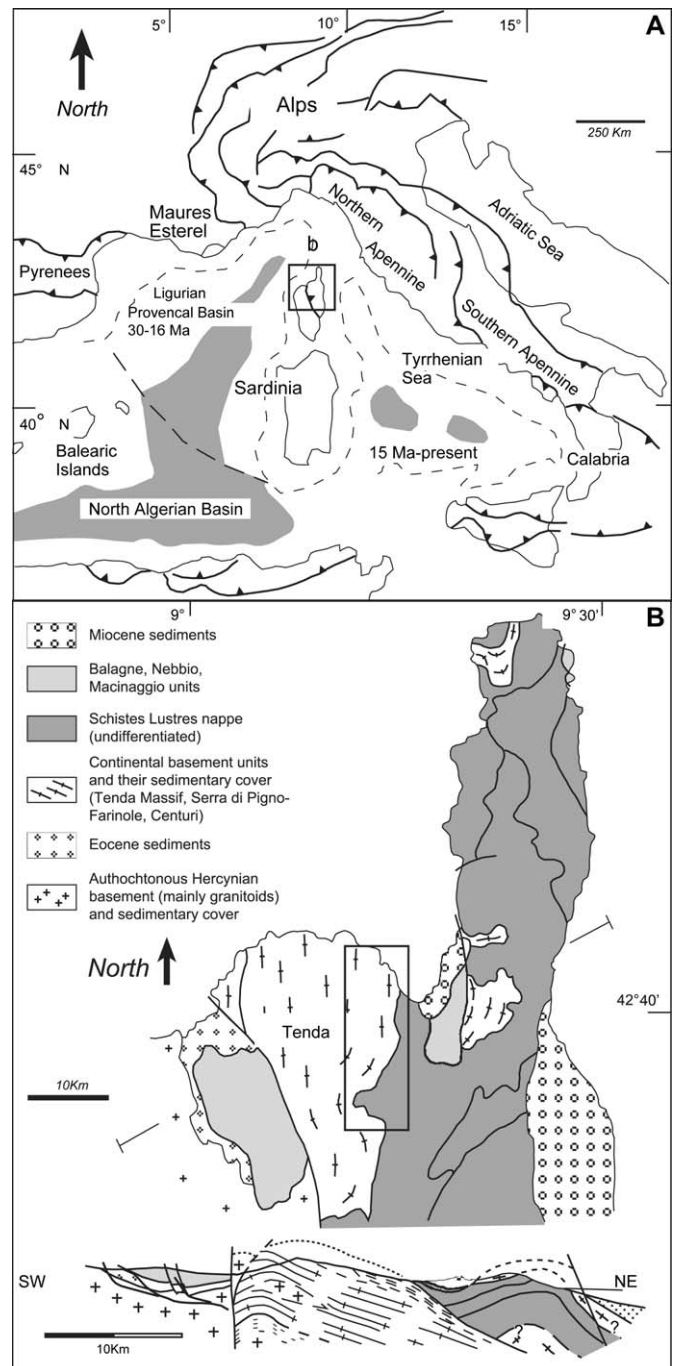 5°
10°
15°
A
North
Alps
250 Km
45° N
Maures
Esterel
Northern
Apennine
Adriatic Sea
b
Pyrenees
Ligurian
Provencal Basin
30-16 Ma
Southern Apennine
Tyrrhenian
Sea
Sardinia
40° N
Balearic
Islands
15 Ma-present
Calabria
North Algerian Basin
9°
9° 30'
B
Miocene sediments
Balagne, Nebbio,
Macinaggio units
Schistes Lustres nappe
(undifferentiated)
Continental basement units
and their sedimentary cover
(Tenda Massif, Serra di Pigno-
Farinole, Centuri)
Eocene sediments
Authochtonous Hercynian
basement (mainly granitoids)
and sedimentary cover
North
42°40'
Tenda
10Km
SW
NE
?
?
10Km